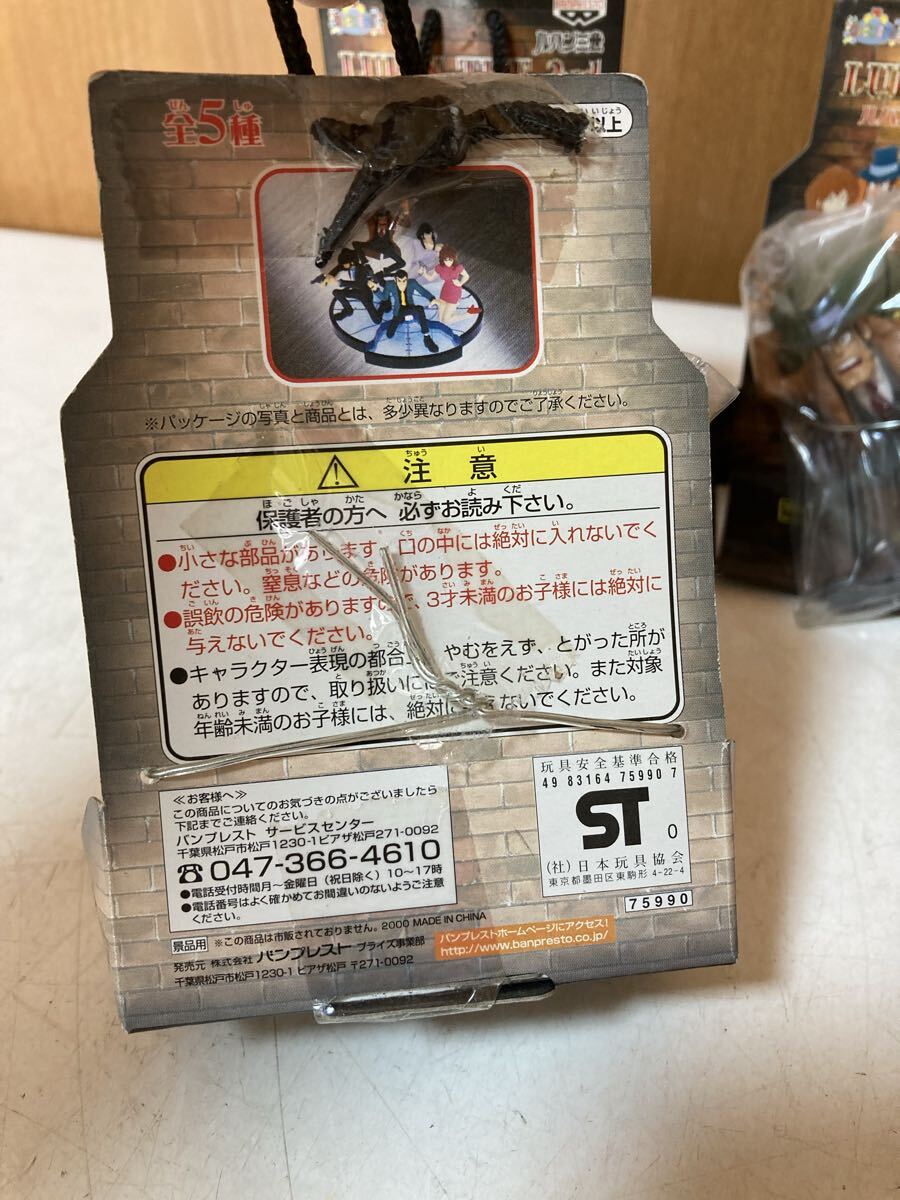 BANPRESTO
ルパン三世
全5種
以上
※パッケージの写真と商品とは、多少異なりますのでご了承ください。
注意
保護者の方へ 必ずお読み下さい。
●小さな部品があります。口の中には絶対に入れないでく
ださい。窒息などの危険があります。
●誤飲の危険がありますので、3才未満のお子様には絶対に
与えないでください。
●キャラクター表現の都合 やむをえず、とがった所が
ありますので、取り扱いには ご注意ください。また対象
年齢未満のお子様には、絶対 ないでください。
≪お客様へ≫
この商品についてのお気づきの点がございましたら
下記までご連絡ください。
バンプレスト サービスセンター
千葉県松戸市松戸1230-1ピアザ松戸271-0092
☎047-366-4610
●電話受付時間月〜金曜日(祝日除く)10〜17時
●電話番号はよく確かめてお間違いのないようご注意
ください。
玩具安全基準合格
49 83164 75990 7
ST
0
(社)日本玩具協会
東京都墨田区東駒形 4-22-4
75990
景品用 ※この商品は市販されておりません。2000 MADE IN CHINA
発売元 株式会社 バンプレスト プライズ事業部
千葉県松戸市松戸1230-1 ピアザ松戸 〒271-0092
バンプレストホームページにアクセス!
http://www.banpresto.co.jp/